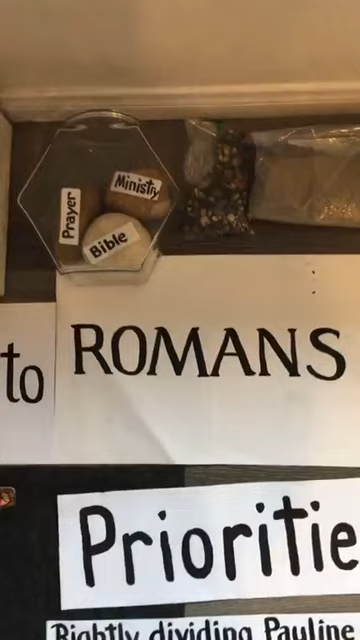 Ministry
Prayer
Bible
to ROMANS
Prioritie
Rightly dividing Pauline